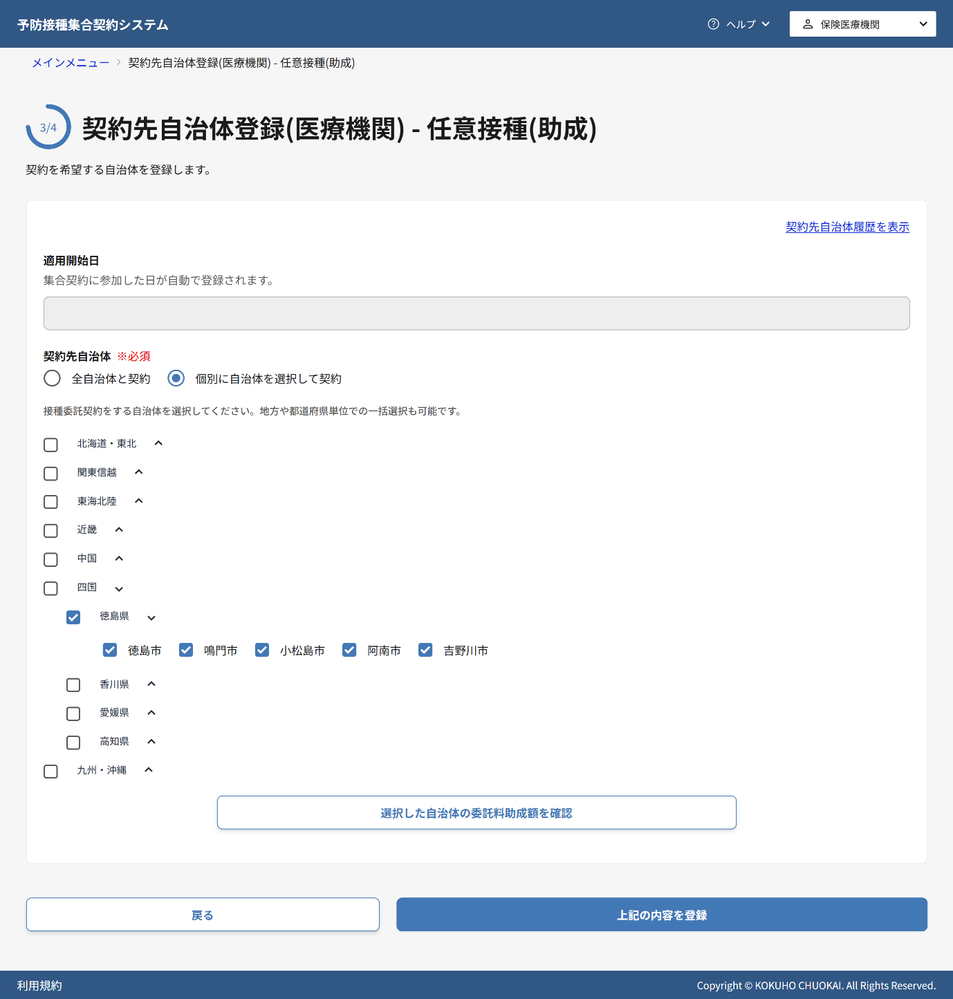 予防接種集合契約システム
ヘルプ
保険医療機関
メインメニュー > 契約先自治体登録(医療機関) - 任意接種(助成)
3/4
契約先自治体登録(医療機関) - 任意接種(助成)
契約を希望する自治体を登録します。
契約先自治体履歴を表示
適用開始日
集合契約に参加した日が自動で登録されます。
契約先自治体 ※必須
全自治体と契約 個別に自治体を選択して契約
接種委託契約をする自治体を選択してください。地方や都道府県単位での一括選択も可能です。
北海道・東北
関東信越
東海北陸
近畿
中国
四国
徳島県
徳島市 鳴門市 小松島市 阿南市 吉野川市
香川県
愛媛県
高知県
九州・沖縄
選択した自治体の委託料助成額を確認
戻る
上記の内容を登録
利用規約
Copyright © KOKUHO CHUOKAI. All Rights Reserved.